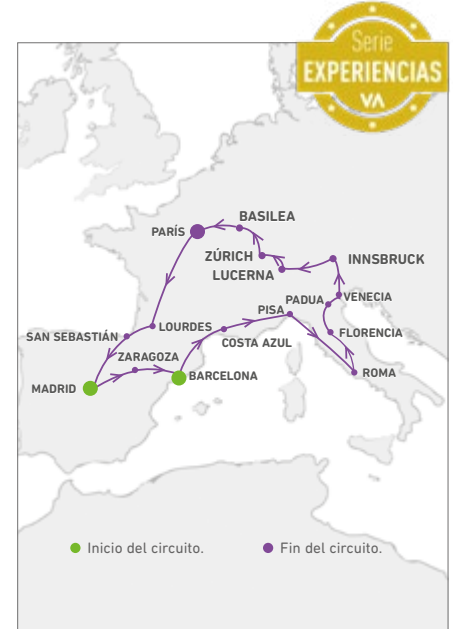 Serie
EXPERIENCIAS
VA
BASILEA
PARÍS
ZÚRICH
INNSBRUCK
LUCERNA
PADUA
VENECIA
PISA
LOURDES
FLORENCIA
SAN SEBASTIÁN
COSTA AZUL
ZARAGOZA
ROMA
BARCELONA
MADRID
Inicio del circuito.
Fin del circuito.